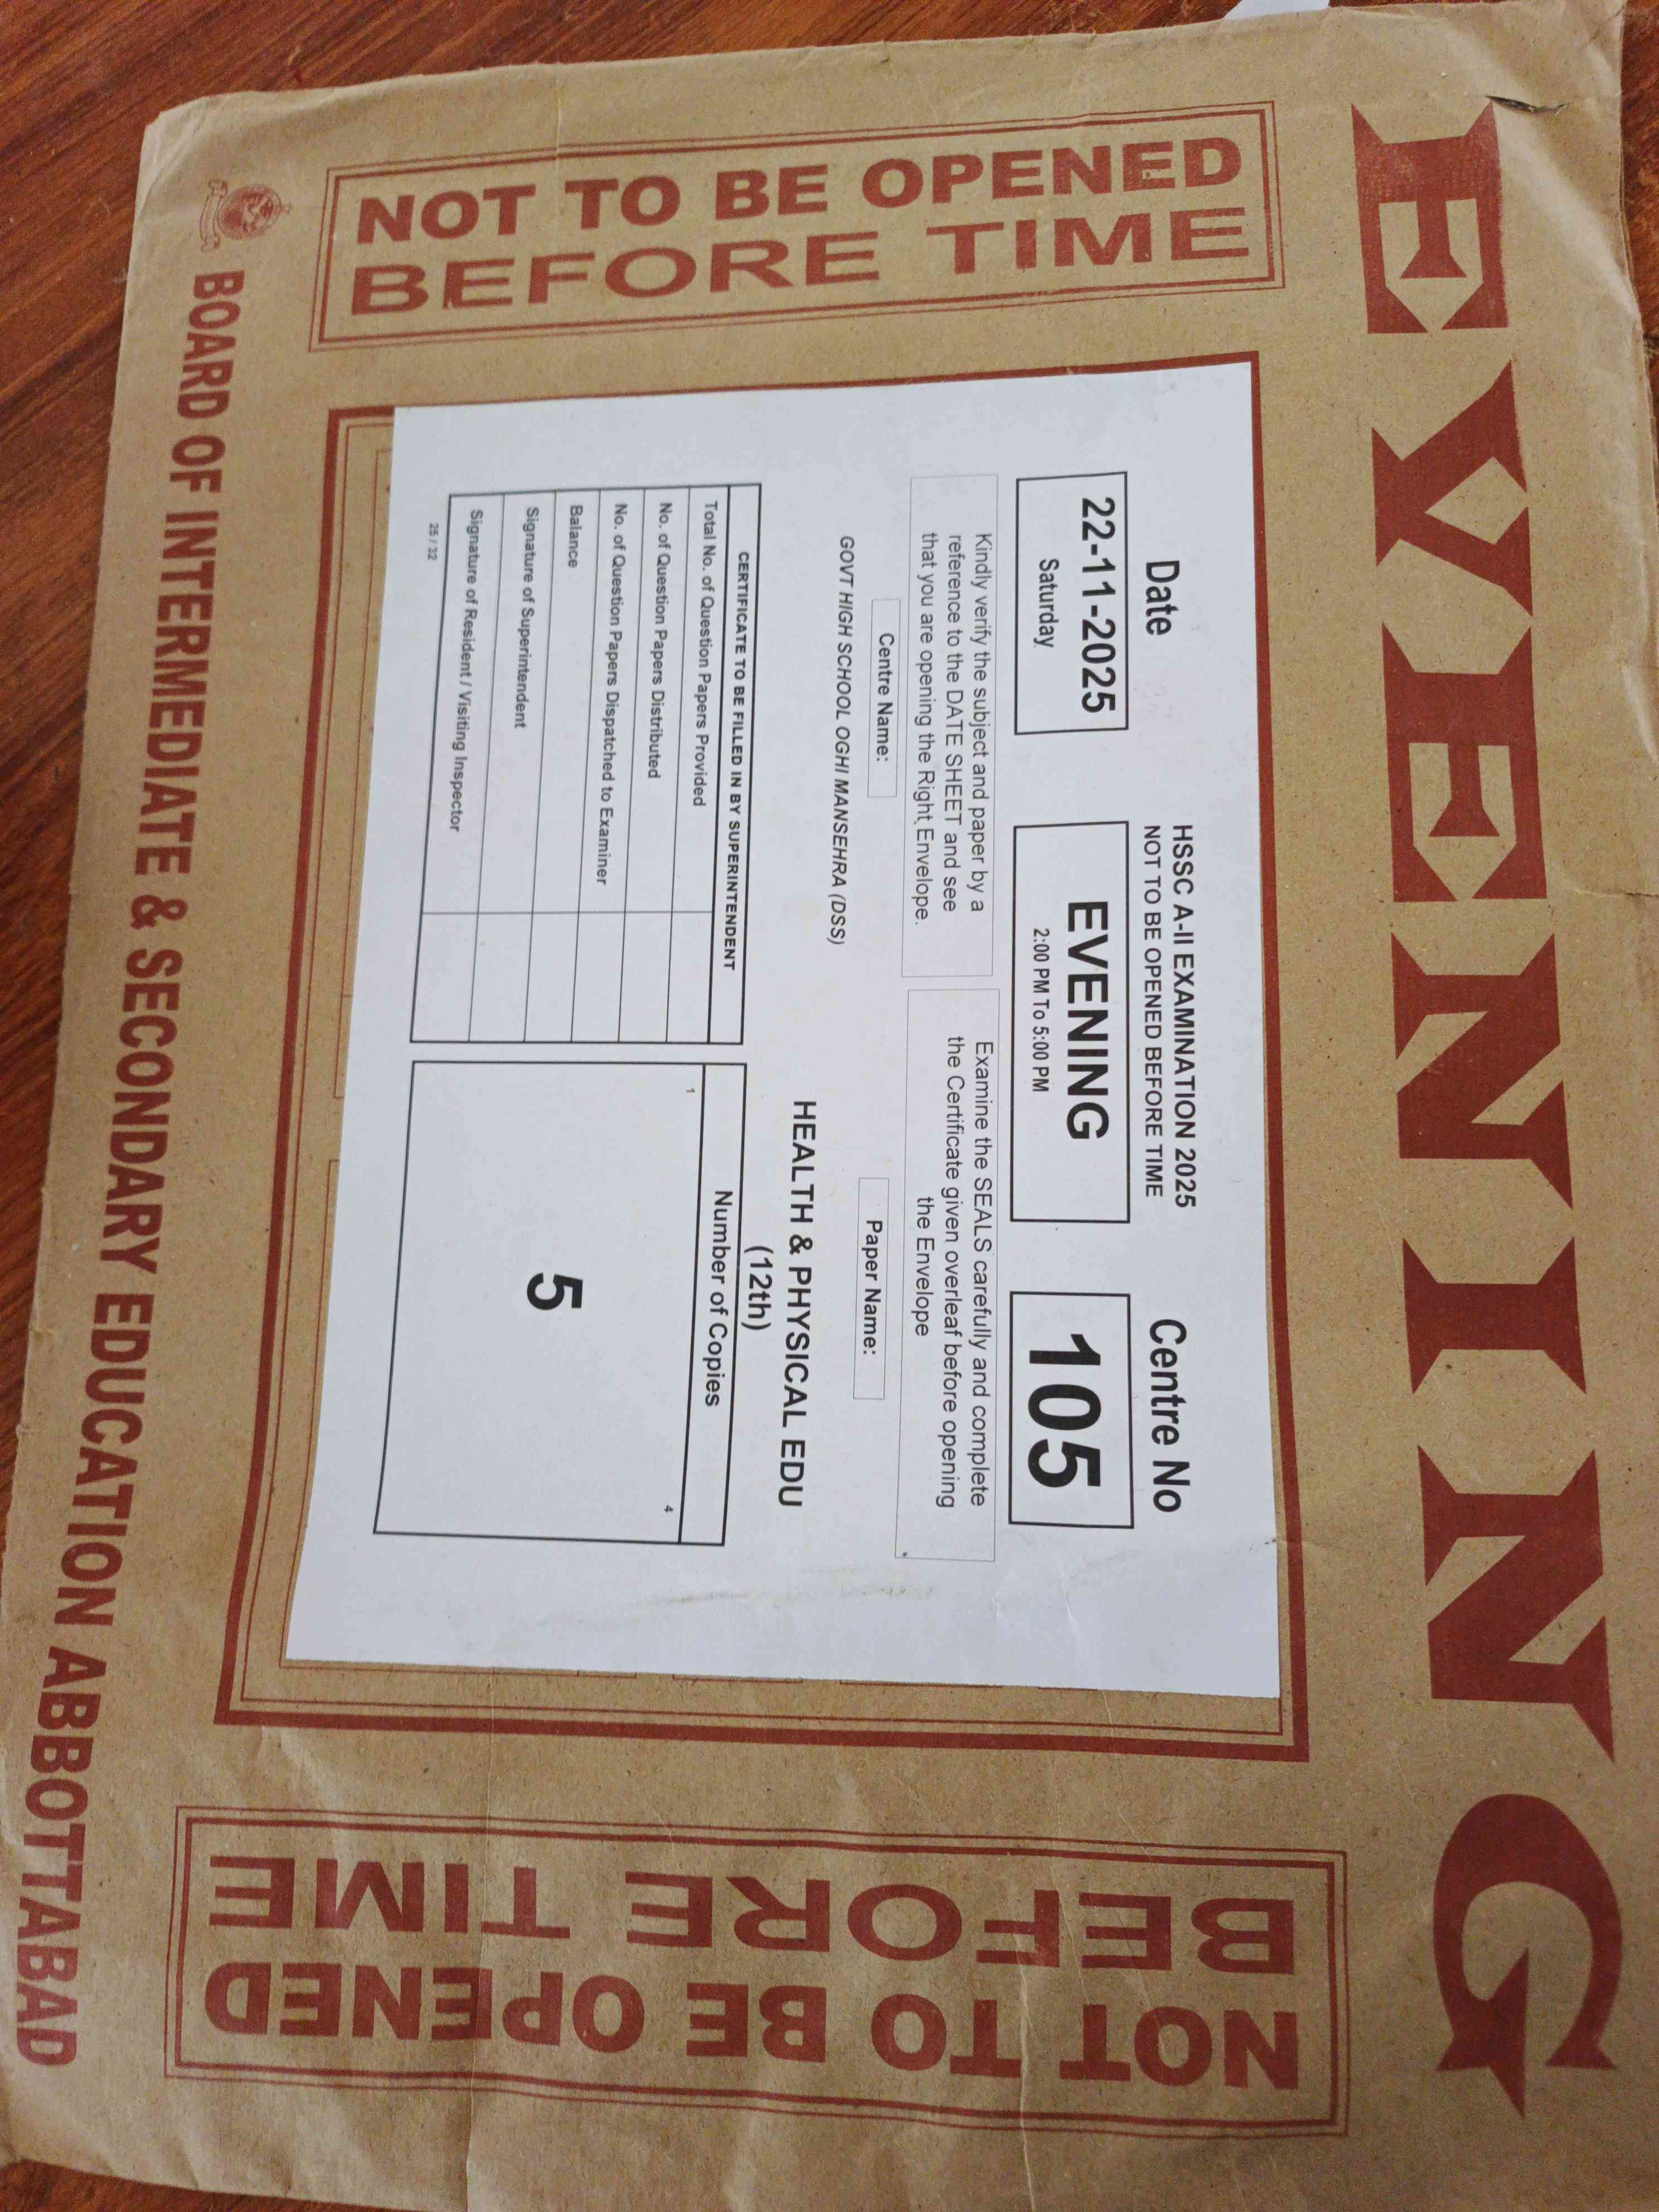 EVENING
NOT TO BE OPENED
BEFORE TIME
Date
22-11-2025
Saturday
HSSC A-II EXAMINATION 2025
NOT TO BE OPENED BEFORE TIME
EVENING
2:00 PM To 5:00 PM
Centre No
105
Kindly verify the subject and paper by a
reference to the DATE SHEET and see
that you are opening the Right Envelope.
Examine the SEALS carefully and complete
the Certificate given overleaf before opening
the Envelope
Centre Name:
GOVT HIGH SCHOOL OGHI MANSEHRA (DSS)
Paper Name:
HEALTH & PHYSICAL EDU
(12th)
CERTIFICATE TO BE FILLED IN BY SUPERINTENDENT
Total No. of Question Papers Provided
No. of Question Papers Distributed
No. of Question Papers Dispatched to Examiner
Balance
Signature of Superintendent
Signature of Resident / Visiting Inspector
25 / 32
Number of Copies
1
4
5
NOT TO BE OPENED
BEFORE TIME
BOARD OF INTERMEDIATE & SECONDARY EDUCATION ABBOTTABAD